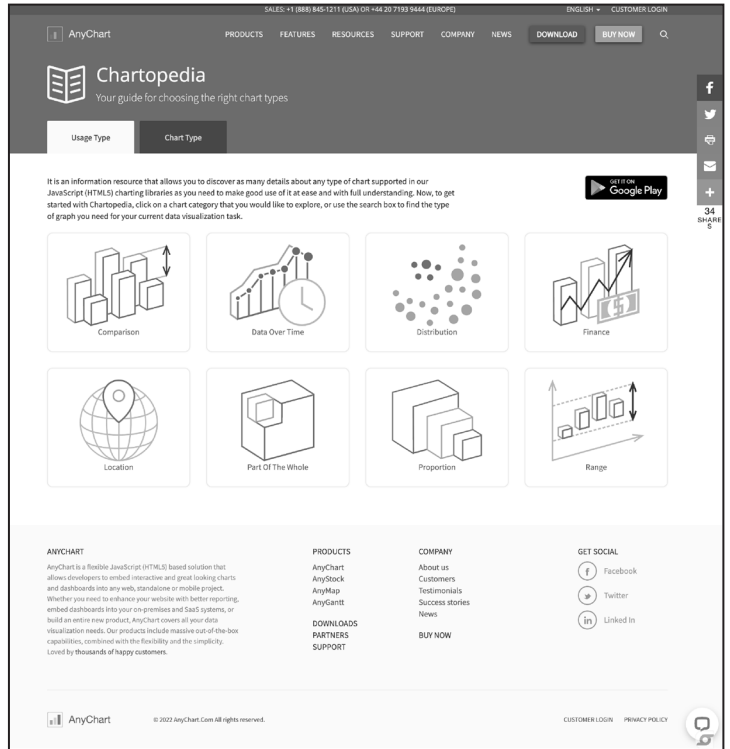 SALES: +1 (888) 845-1211 (USA) OR +44 20 7193 9444 (EUROPE)
ENGLISH
CUSTOMER LOGIN
AnyChart
PRODUCTS
FEATURES
RESOURCES
SUPPORT
COMPANY
NEWS
DOWNLOAD
BUY NOW
Chartopedia
Your guide for choosing the right chart types
Usage Type
Chart Type
f
+
34
SHARE
S
It is an information resource that allows you to discover as many details about any type of chart supported in our
JavaScript (HTML5) charting libraries as you need to make good use of it at ease and with full understanding. Now, to get
started with Chartopedia, click on a chart category that you would like to explore, or use the search box to find the type
of graph you need for your current data visualization task.
GET IT ON
Google Play
Comparison
Data Over Time
Distribution
$
Finance
Location
Part Of The Whole
Proportion
Range
ANYCHART
AnyChart is a flexible JavaScript (HTML5) based solution that
allows developers to embed interactive and great looking charts
and dashboards into any web, standalone or mobile project.
Whether you need to enhance your website with better reporting,
embed dashboards into your on-premises and SaaS systems, or
build an entire new product, AnyChart covers all your data
visualization needs. Our products include massive out-of-the-box
capabilities, combined with the flexibility and the simplicity.
Loved by thousands of happy customers.
PRODUCTS
AnyChart
AnyStock
AnyMap
AnyGantt
DOWNLOADS
PARTNERS
SUPPORT
COMPANY
About us
Customers
Testimonials
Success stories
News
BUY NOW
GET SOCIAL
f Facebook
Twitter
in Linked In
AnyChart
© 2022 AnyChart.Com All rights reserved.
CUSTOMER LOGIN
PRIVACY POLICY